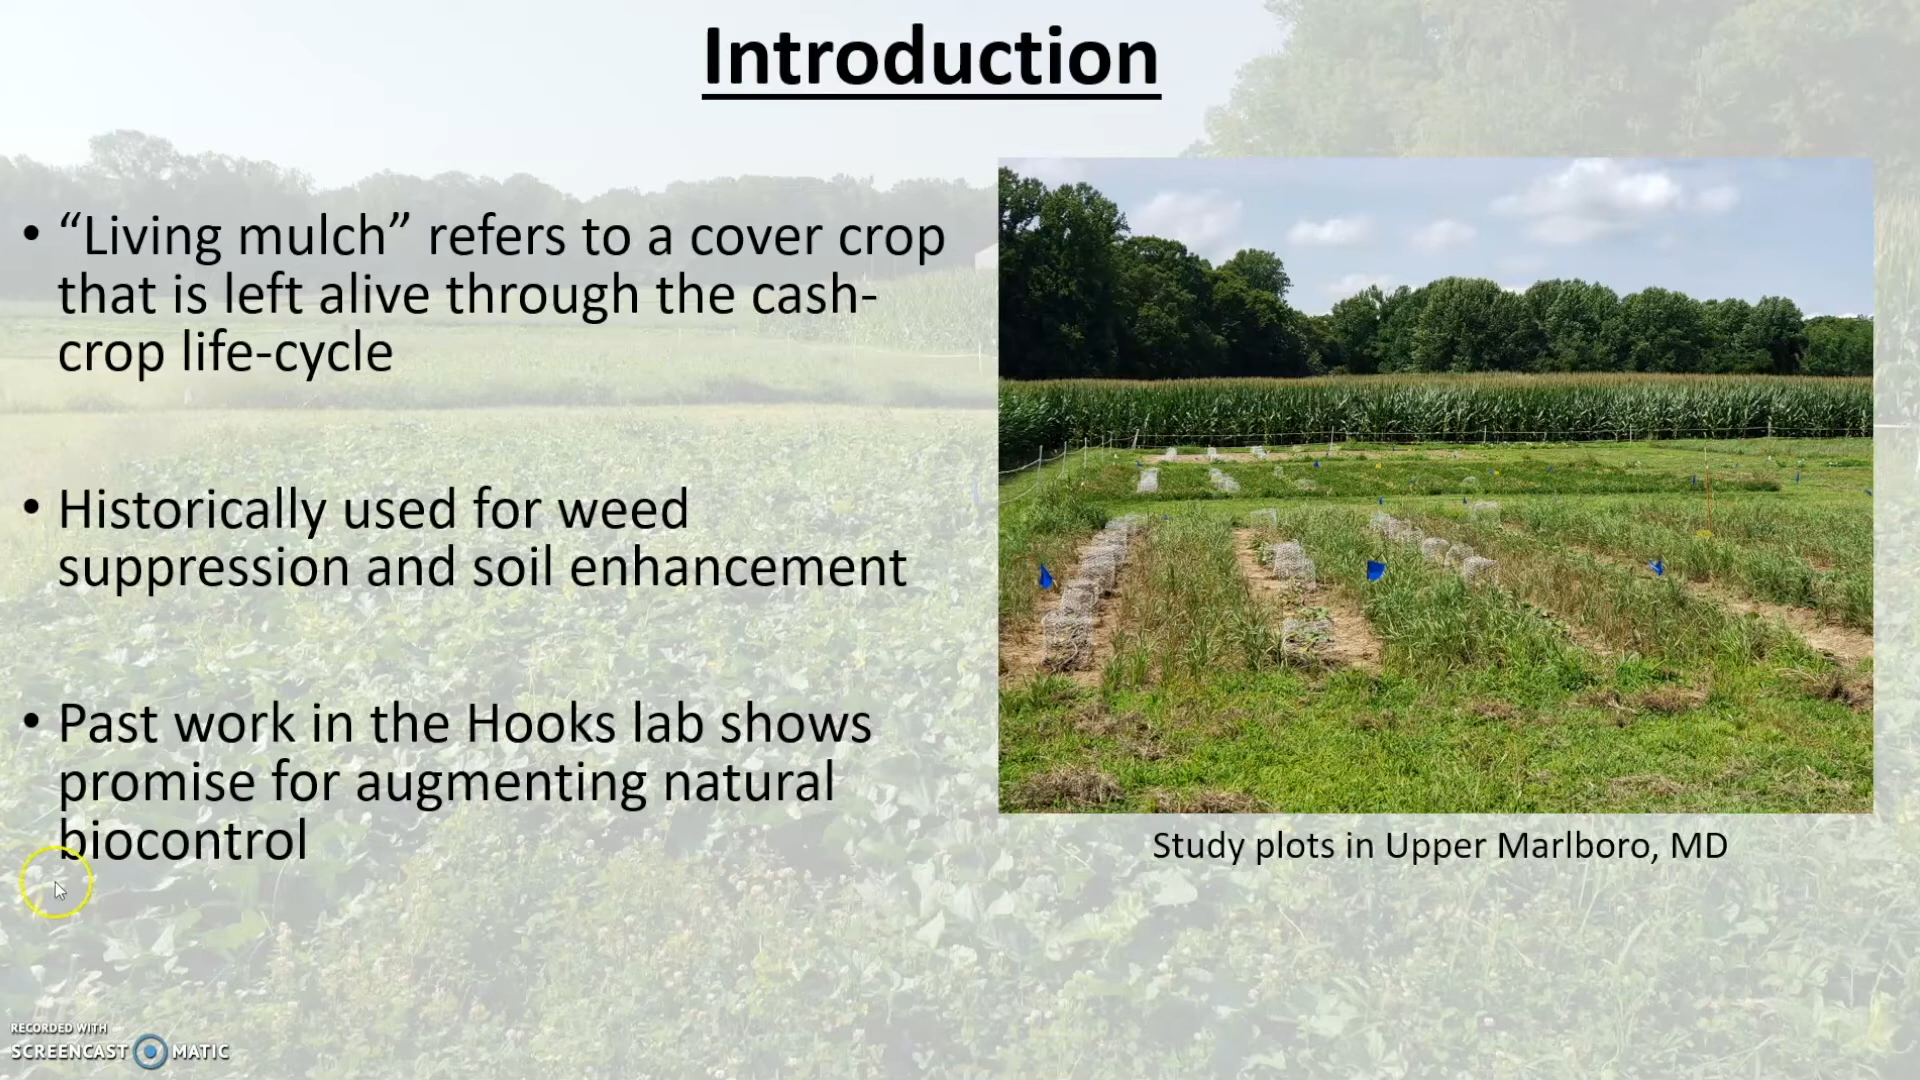 Introduction
• “Living mulch” refers to a cover crop
that is left alive through the cash-
crop life-cycle
• Historically used for weed
suppression and soil enhancement
• Past work in the Hooks lab shows
promise for augmenting natural
biocontrol
Study plots in Upper Marlboro, MD
RECORDED WITH
SCREENCAST MATIC